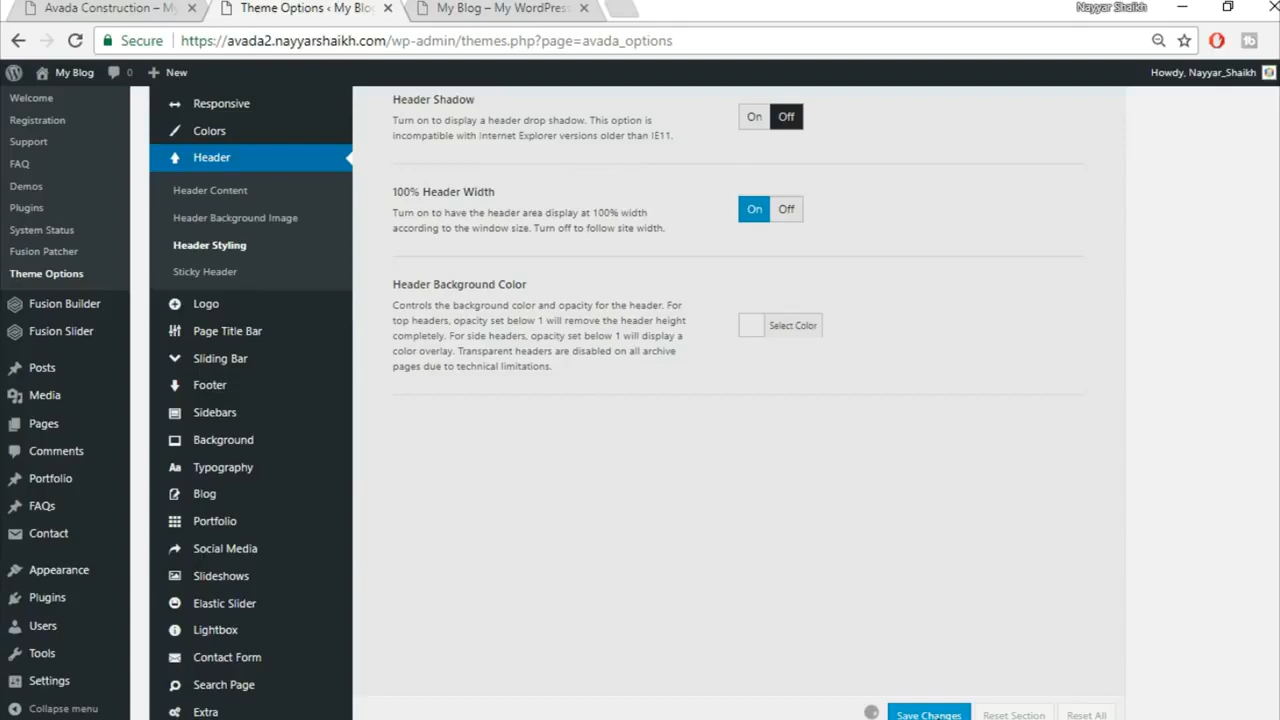 Avada Construction – My
Theme Options ‹ My Blog
My Blog – My WordPress
Nayyar Shaikh
Secure
https://avada2.nayyarshaikh.com/wp-admin/themes.php?page=avada_options
My Blog
0
New
Howdy, Nayyar_Shaikh
Welcome
Registration
Support
FAQ
Demos
Plugins
System Status
Fusion Patcher
Theme Options
Fusion Builder
Fusion Slider
Posts
Media
Pages
Comments
Portfolio
FAQs
Contact
Appearance
Plugins
Users
Tools
Settings
Collapse menu
Responsive
Colors
Header
Header Content
Header Background Image
Header Styling
Sticky Header
Logo
Page Title Bar
Sliding Bar
Footer
Sidebars
Background
Typography
Blog
Portfolio
Social Media
Slideshows
Elastic Slider
Lightbox
Contact Form
Search Page
Extra
Header Shadow
Turn on to display a header drop shadow. This option is
incompatible with Internet Explorer versions older than IE11.
On Off
100% Header Width
Turn on to have the header area display at 100% width
according to the window size. Turn off to follow site width.
On Off
Header Background Color
Controls the background color and opacity for the header. For
top headers, opacity set below 1 will remove the header height
completely. For side headers, opacity set below 1 will display a
color overlay. Transparent headers are disabled on all archive
pages due to technical limitations.
Select Color
Save Changes
Reset Section
Reset All